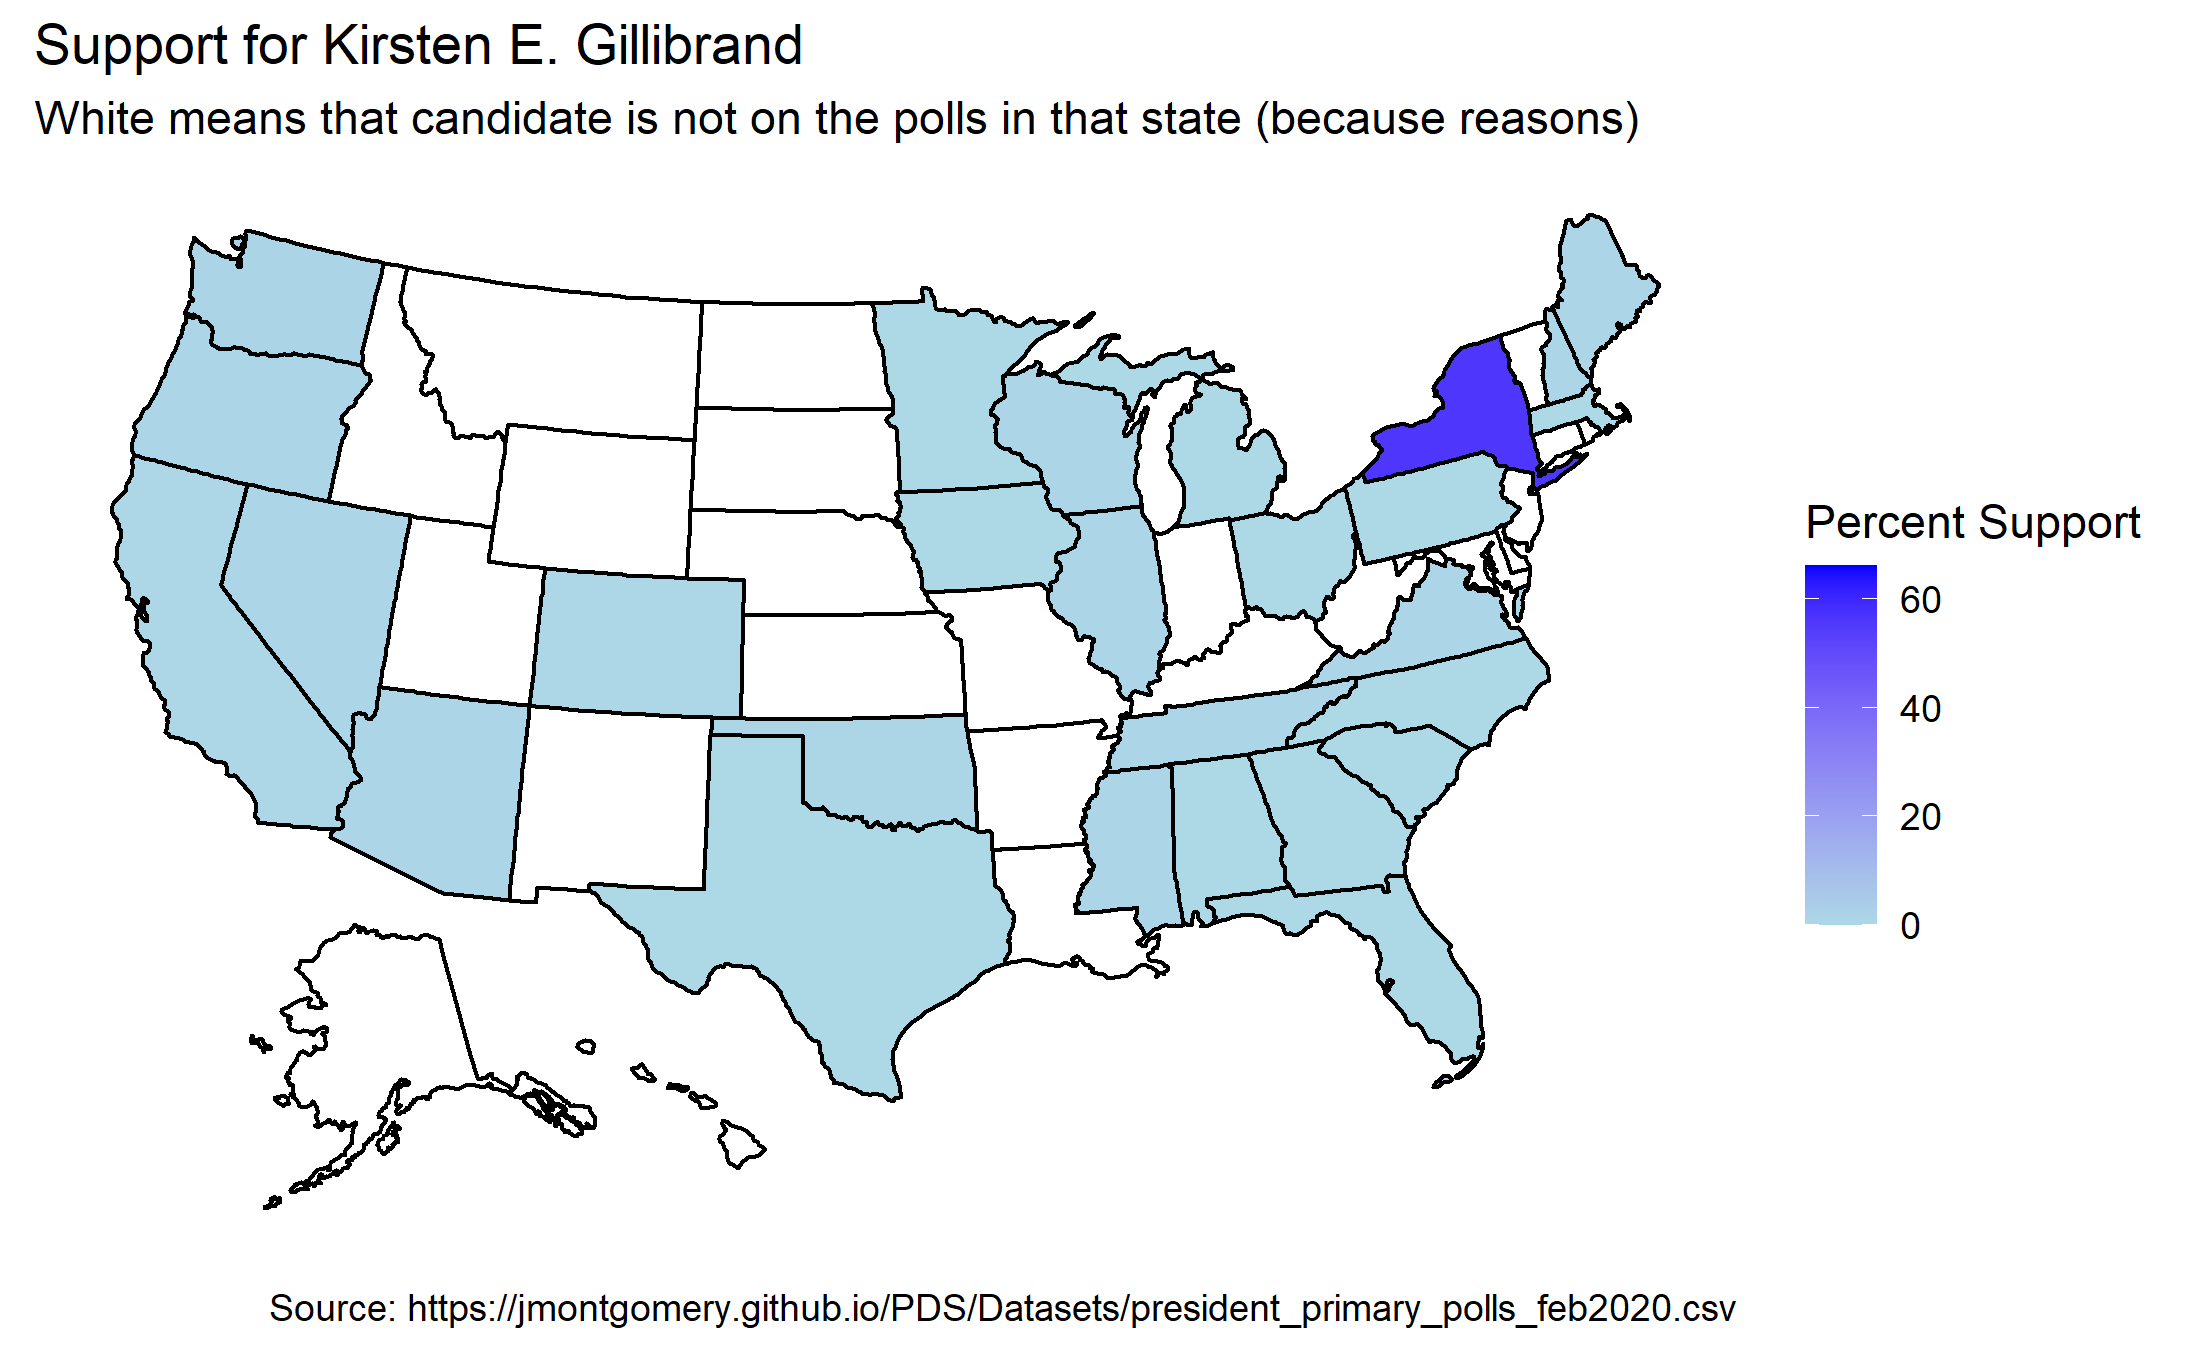 Support for Kirsten E. Gillibrand
White means that candidate is not on the polls in that state (because reasons)
Percent Support
60
40
20
0
Source: https://jmontgomery.github.io/PDS/Datasets/president_primary_polls_feb2020.csv